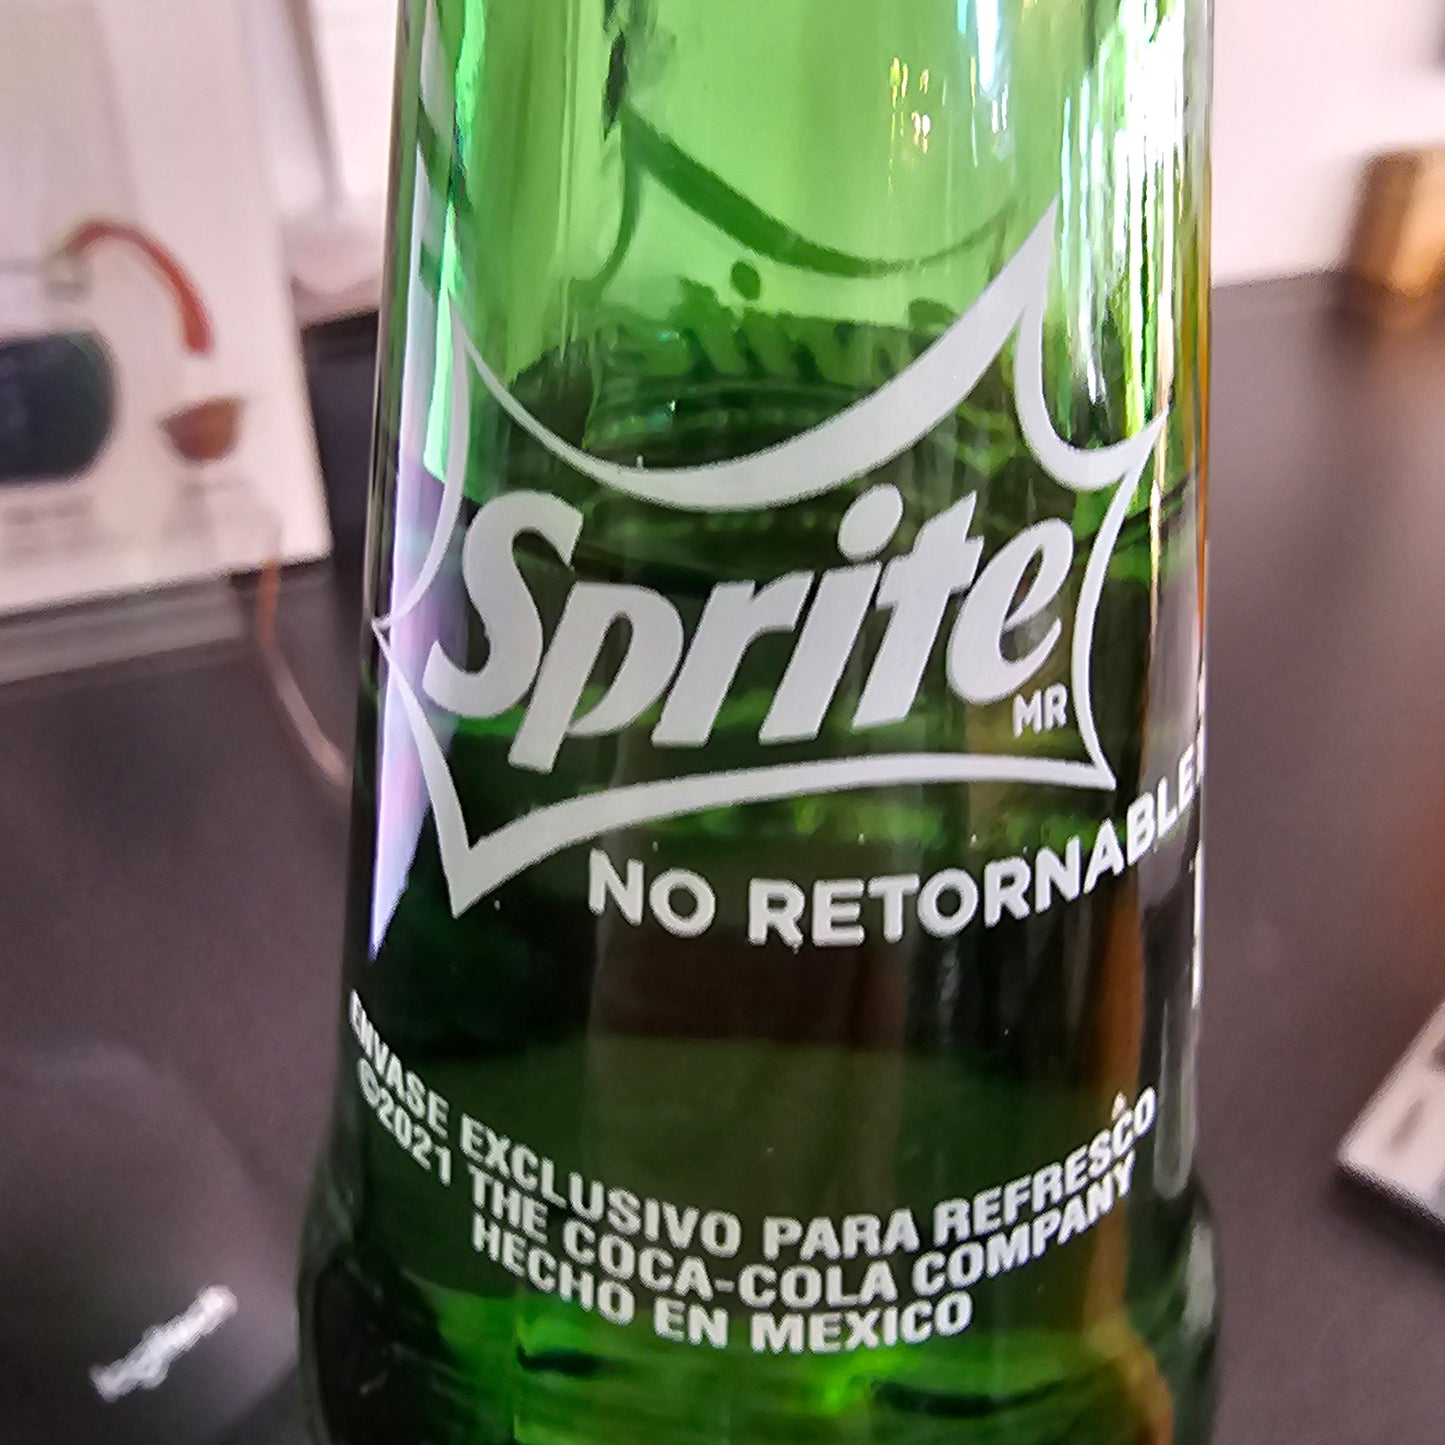 Sprite
MR
NO RETORNABLE
ENVASE EXCLUSIVO PARA REFRESCO
©2021 THE COCA-COLA COMPANY
HECHO EN MEXICO